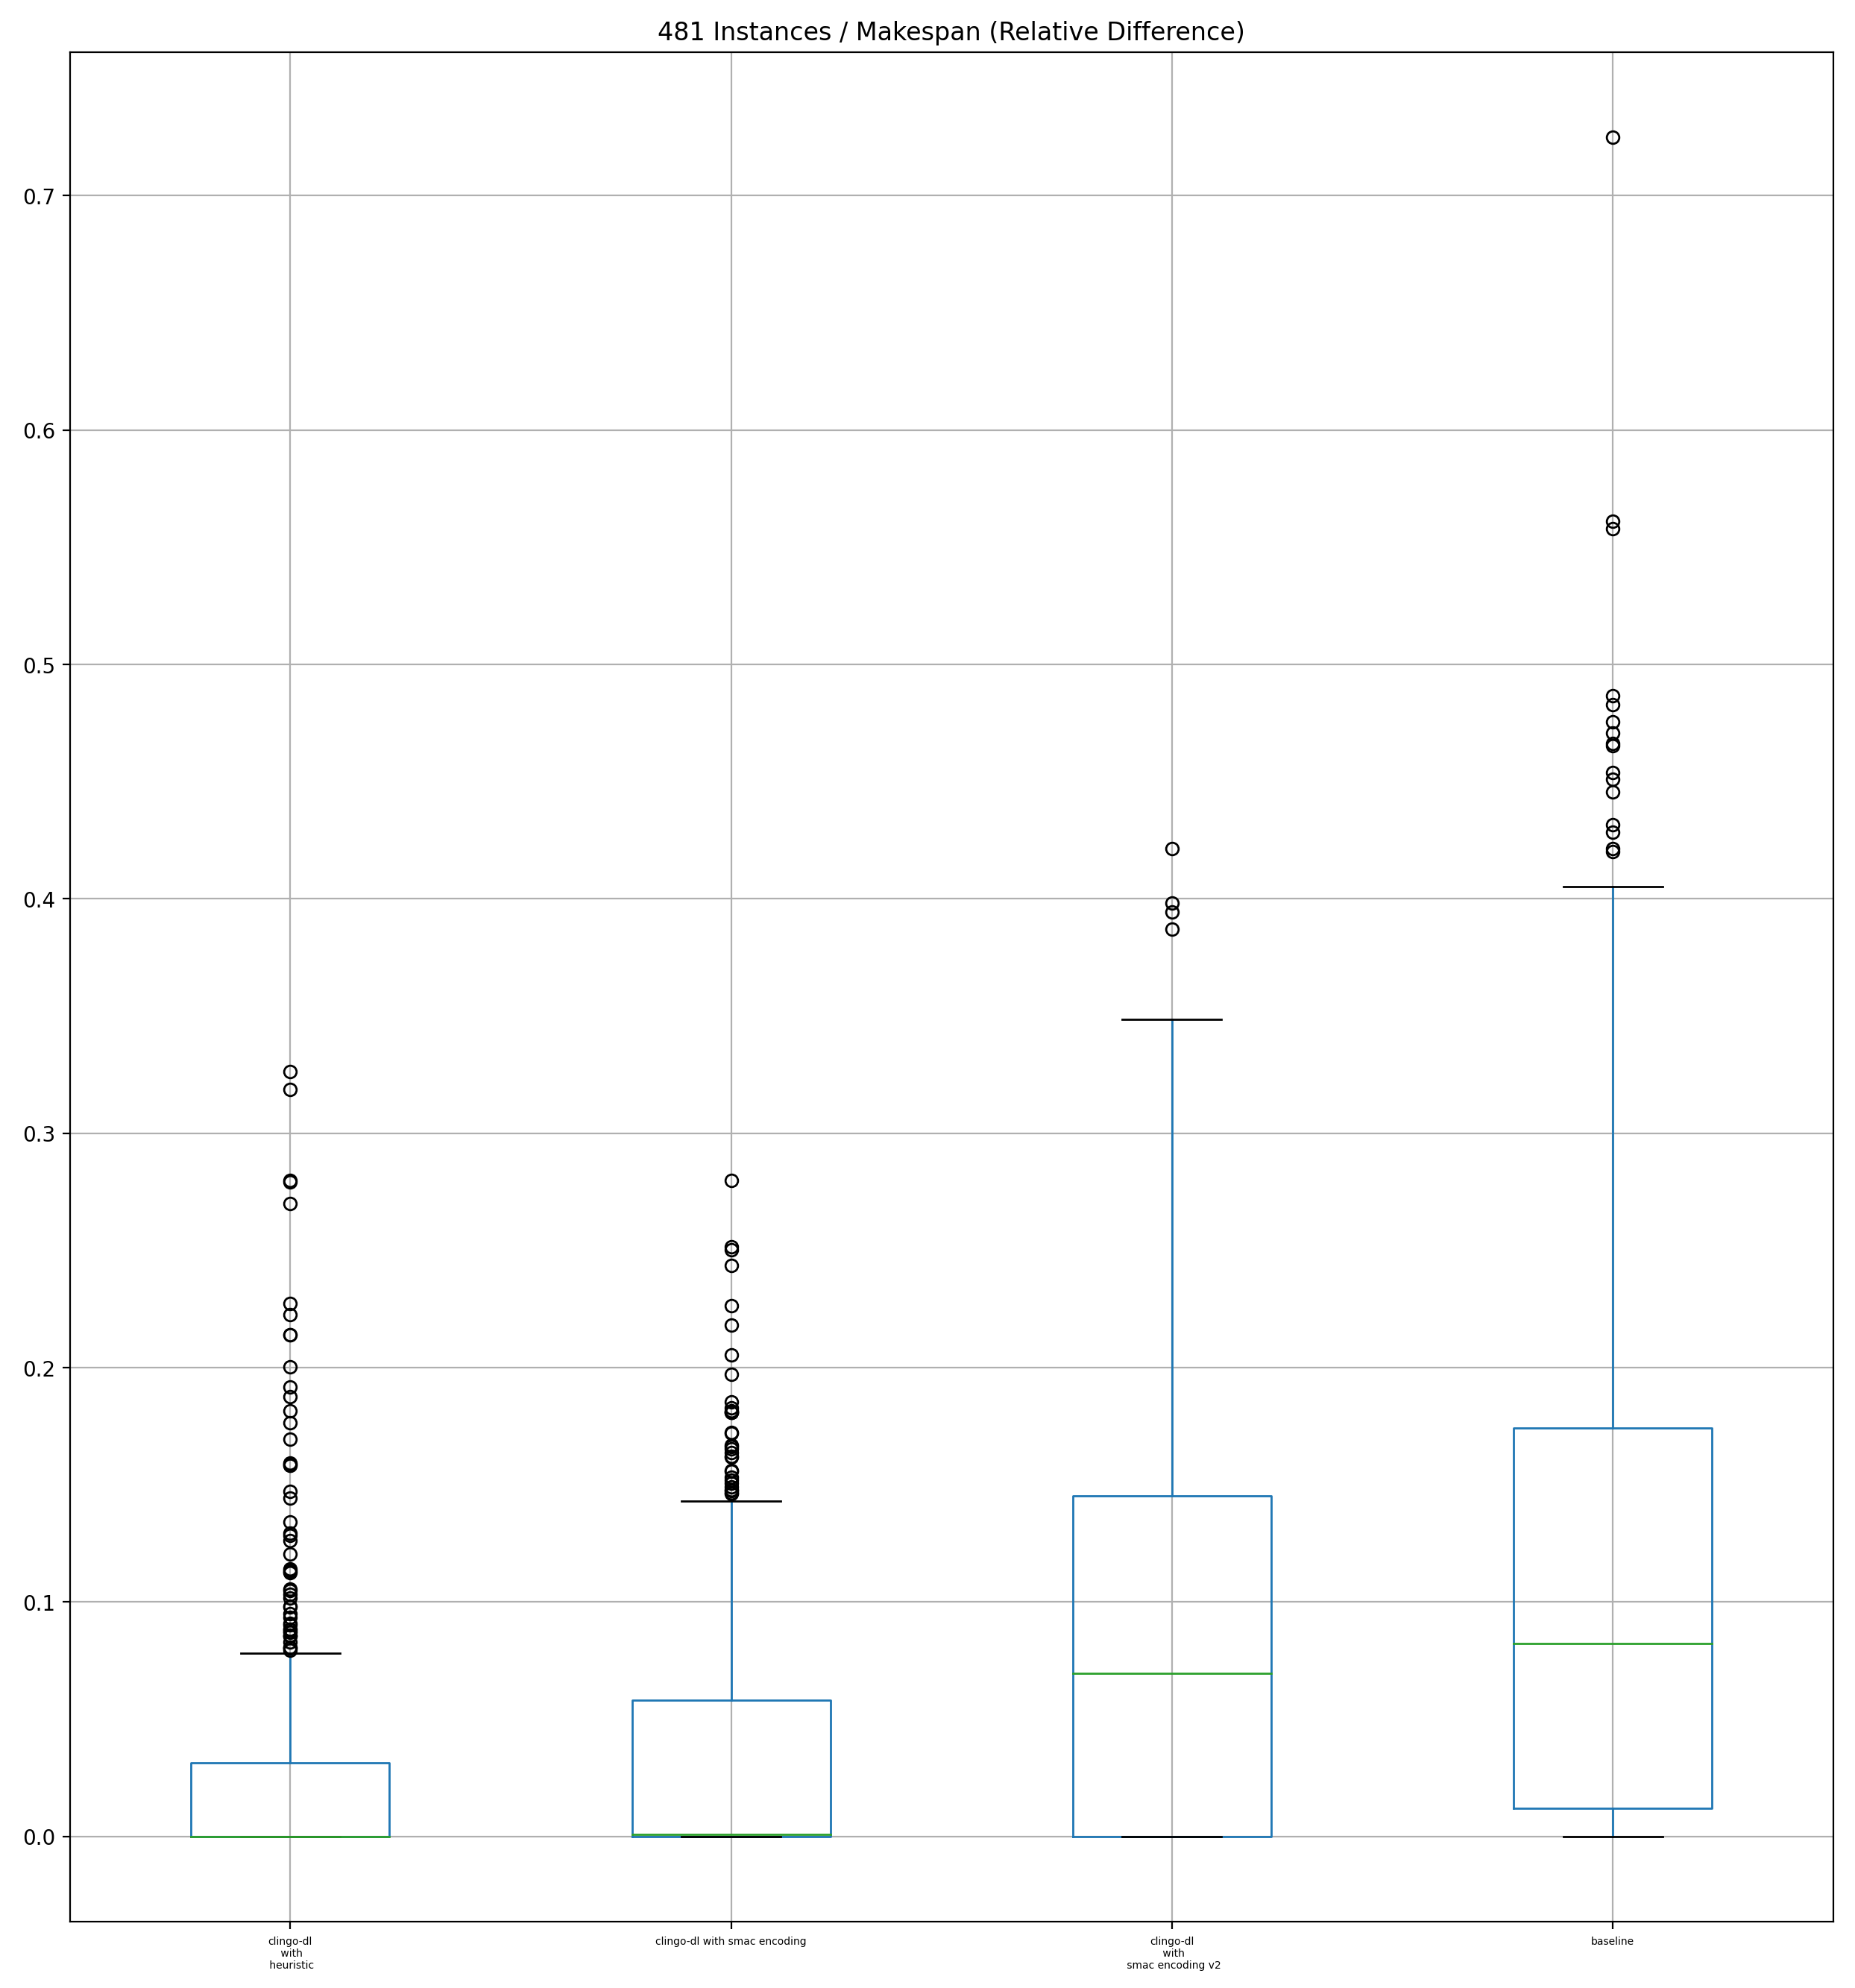 481 Instances / Makespan (Relative Difference)
0.7
0.6
0.5
0.4
0.3
0.2
0.1
0.0
clingo-dl
with
heuristic
clingo-dl with smac encoding
clingo-dl
with
smac encoding v2
baseline